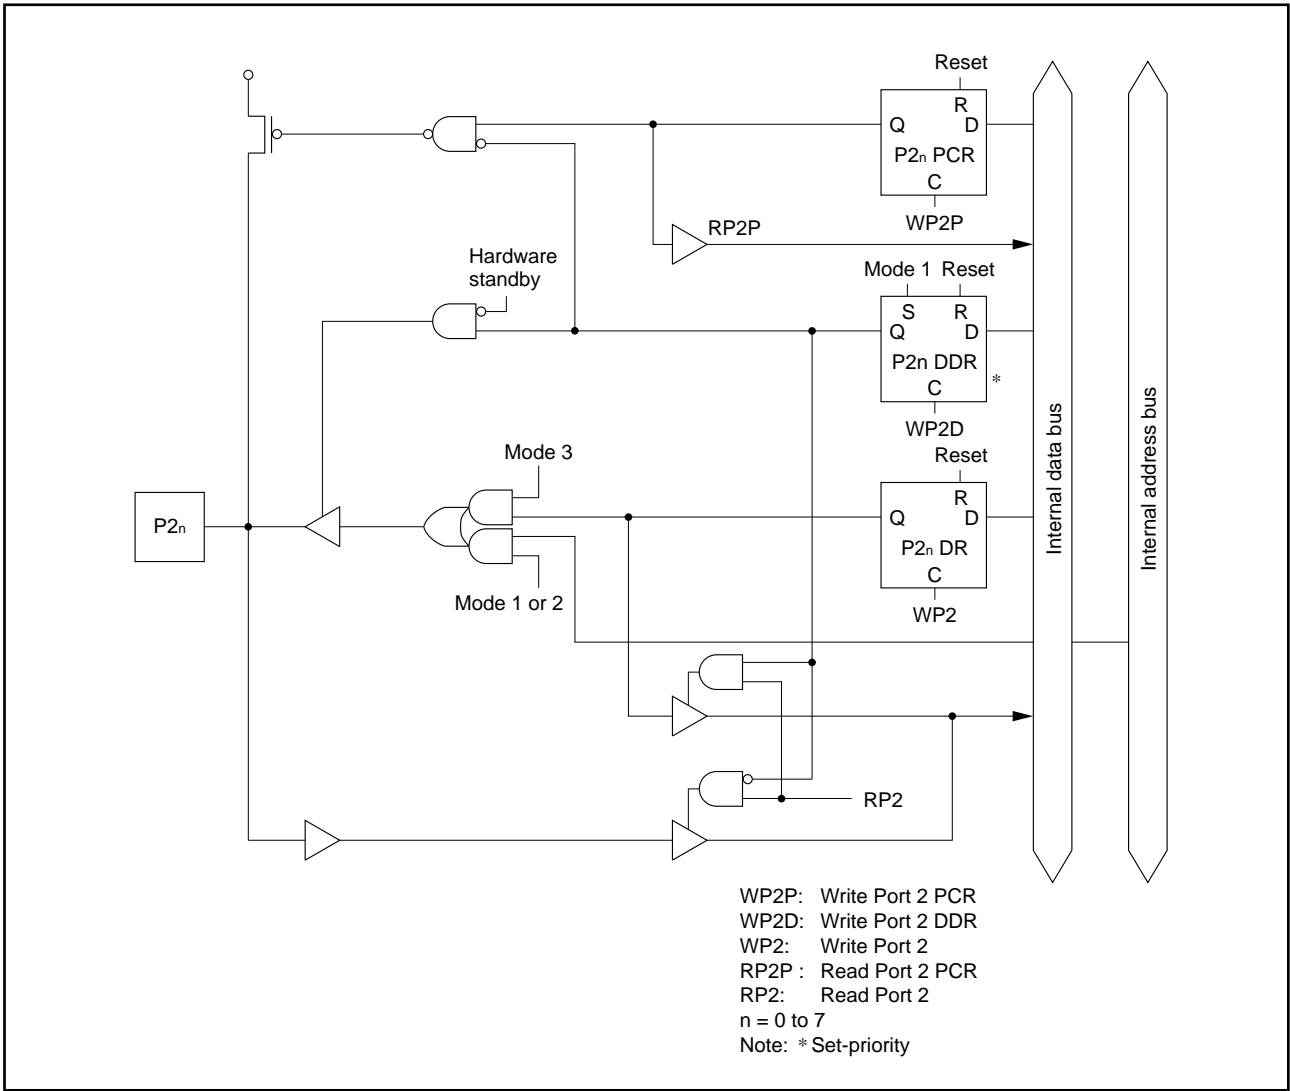 Reset
R
Q D
P2n PCR
C
WP2P
RP2P
Hardware
standby
Mode 1 Reset
S R
Q D
P2n DDR
*
C
WP2D
Mode 3
Reset
R
Q D
P2n
P2n DR
C
WP2
Mode 1 or 2
Internal data bus
Internal address bus
RP2
WP2P: Write Port 2 PCR
WP2D: Write Port 2 DDR
WP2: Write Port 2
RP2P : Read Port 2 PCR
RP2: Read Port 2
n = 0 to 7
Note: * Set-priority